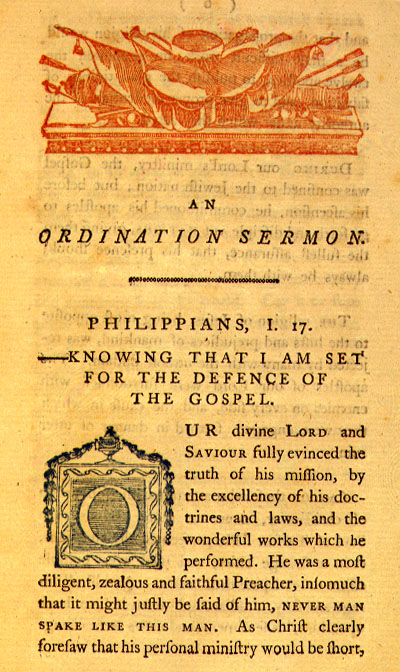 AN
ORDINATION SERMON.
PHILIPPIANS, I. 17.
—KNOWING THAT I AM SET
FOR THE DEFENCE OF
THE GOSPEL.
OUR divine LORD and
SAVIOUR fully evinced the
truth of his miſſion, by
the excellency of his doc-
trines and laws, and the
wonderful works which he
performed. He was a moſt
diligent, zealous and faithful Preacher, inſomuch
that it might juſtly be ſaid of him, NEVER MAN
SPAKE LIKE THIS MAN. As Chriſt clearly
foreſaw that his perſonal miniſtry would be ſhort,